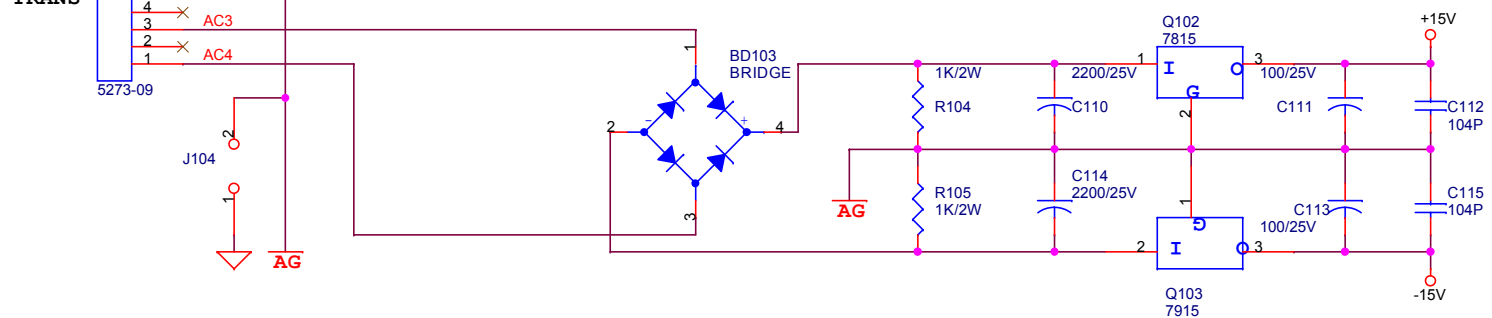 TRANS
4
3
2
1
AC3
AC4
5273-09
2
J104
1
AG
1
BD103
BRIDGE
2
-
+
4
3
1K/2W
R104
R105
1K/2W
AG
2200/25V
C110
C114
2200/25V
Q102
7815
1
I
O
3
G
2
100/25V
C111
C112
104P
+15V
1
G
2
I
O
3
Q103
7915
C113
100/25V
C115
104P
-15V